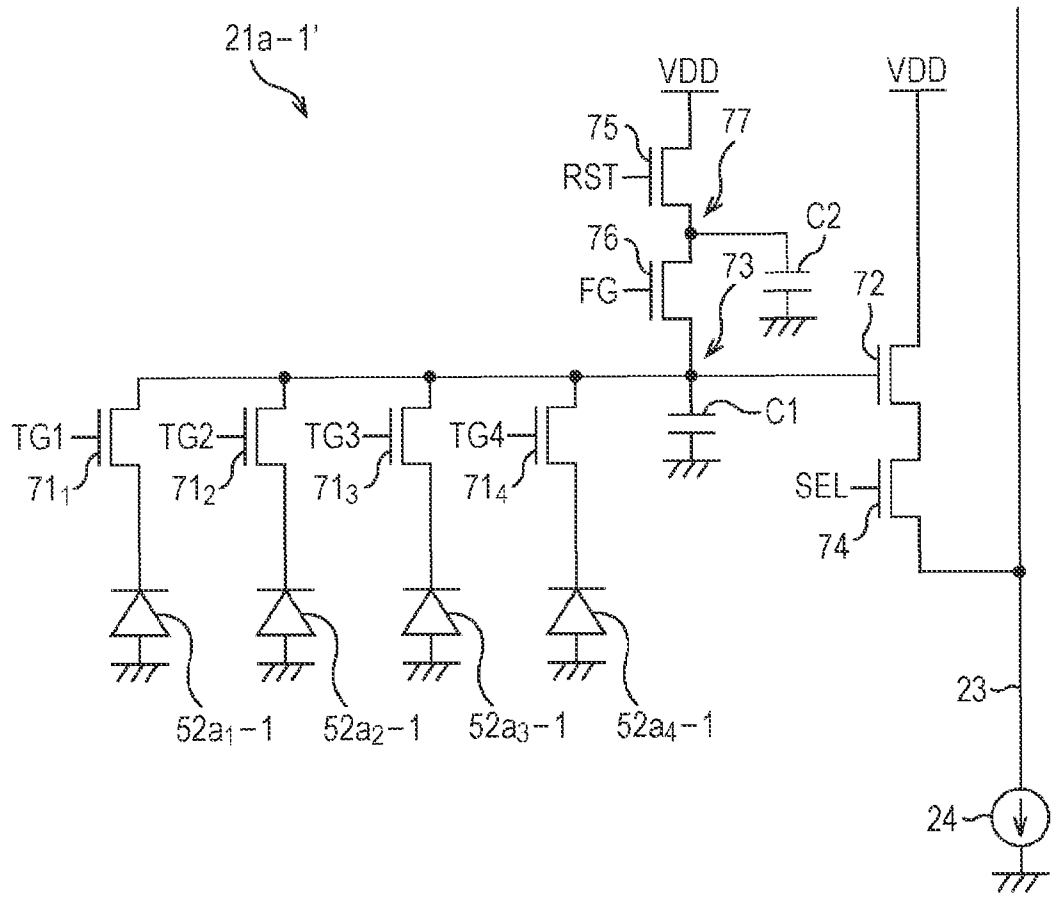 21a-1'
VDD
VDD
75
77
RST
C2
76
FG
73
72
C1
TG1
TG2
TG3
TG4
71₁
71₂
71₃
71₄
SEL
74
52a₁-1
52a₂-1
52a₃-1
52a₄-1
23
24